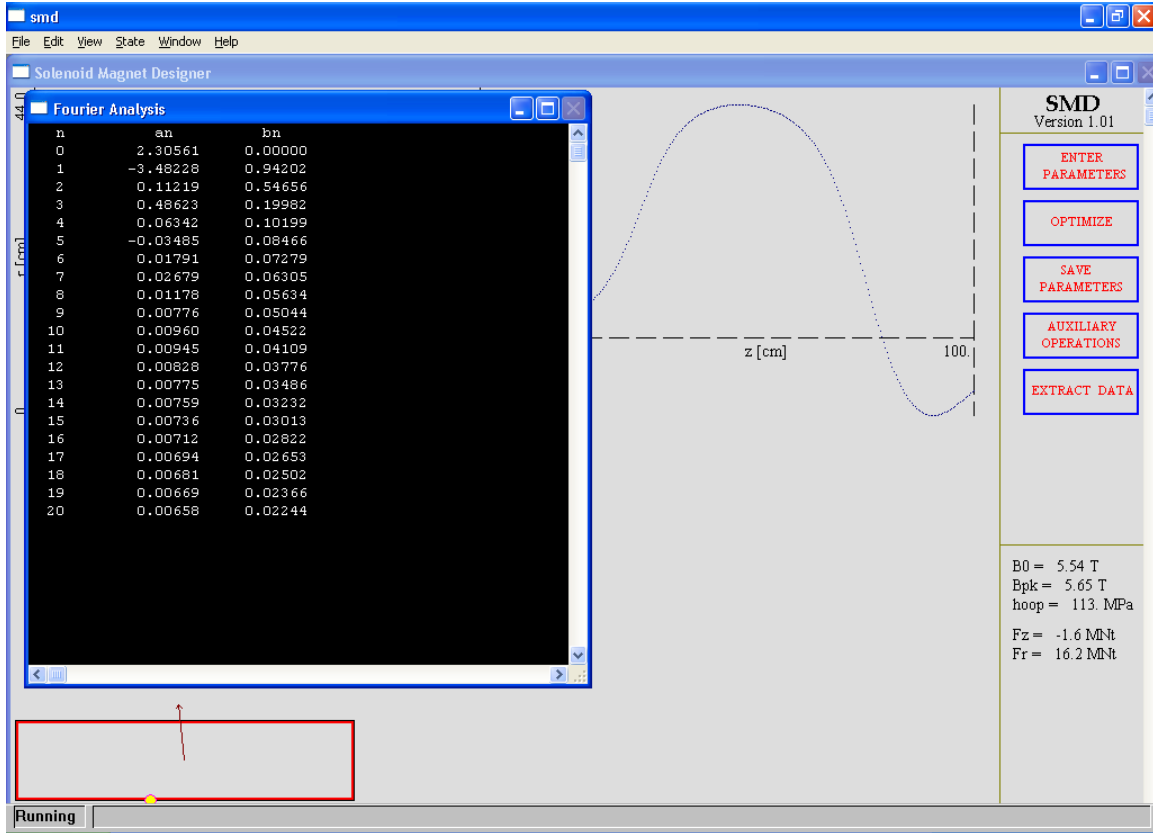 smd
File Edit View State Window Help
Solenoid Magnet Designer
Fourier Analysis
n an bn
0 2.30561 0.00000
1 -3.48228 0.94202
2 0.11219 0.54656
3 0.48623 0.19982
4 0.06342 0.10199
5 -0.03485 0.08466
6 0.01791 0.07279
7 0.02679 0.06305
8 0.01178 0.05634
9 0.00776 0.05044
10 0.00960 0.04522
11 0.00945 0.04109
12 0.00828 0.03776
13 0.00775 0.03486
14 0.00759 0.03232
15 0.00736 0.03013
16 0.00712 0.02822
17 0.00694 0.02653
18 0.00681 0.02502
19 0.00669 0.02366
20 0.00658 0.02244
44.0
r [cm]
0
z [cm]
100.
SMD
Version 1.01
ENTER
PARAMETERS
OPTIMIZE
SAVE
PARAMETERS
AUXILIARY
OPERATIONS
EXTRACT DATA
B0 = 5.54 T
Bpk = 5.65 T
hoop = 113. MPa
Fz = -1.6 MNt
Fr = 16.2 MNt
Running